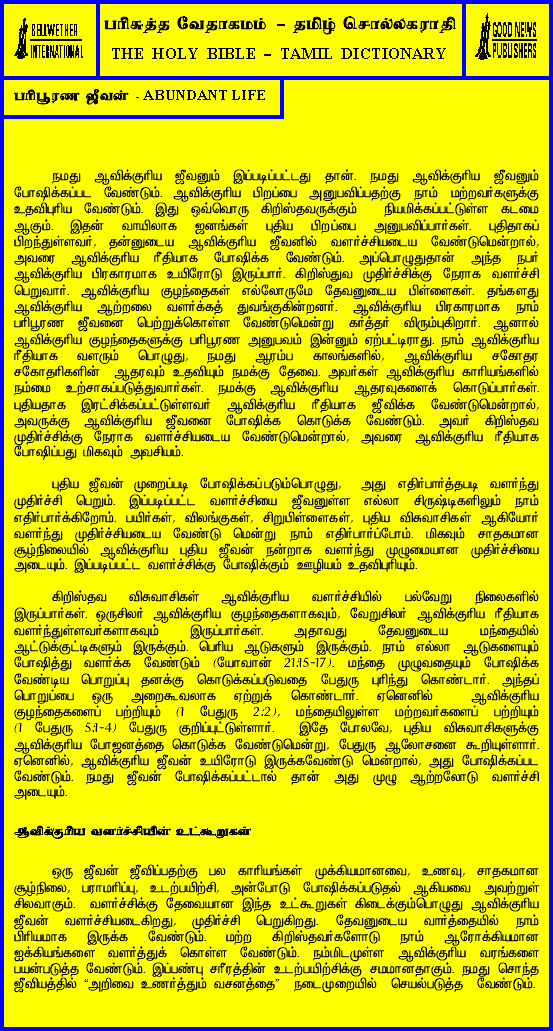 BELLWETHER
INTERNATIONAL
பரிசுத்த வேதாகமம் – தமிழ் சொல்லகராதி
THE HOLY BIBLE – TAMIL DICTIONARY
GOOD NEWS
PUBLISHERS
பரிபூரண ஜீவன் - ABUNDANT LIFE
நமது ஆவிக்குரிய ஜீவனும் இப்படிப்பட்டது தான். நமது ஆவிக்குரிய ஜீவனும்
போஷிக்கப்பட வேண்டும். ஆவிக்குரிய பிறப்பை அனுபவிப்பதற்கு நாம் மற்றவர்களுக்கு
உதவிபுரிய வேண்டும். இது ஒவ்வொரு கிறிஸ்தவருக்கும் நியமிக்கப்பட்டுள்ள கடமை
ஆகும். இதன் வாயிலாக ஜனங்கள் புதிய பிறப்பை அனுபவிப்பார்கள். புதிதாகப்
பிறந்துள்ளவர், தன்னுடைய ஆவிக்குரிய ஜீவனில் வளர்ச்சியடைய வேண்டுமென்றால்,
அவரை ஆவிக்குரிய ரீதியாக போஷிக்க வேண்டும். அப்பொழுதுதான் அந்த நபர்
ஆவிக்குரிய பிரகாரமாக உயிரோடு இருப்பார். கிறிஸ்துவ முதிர்ச்சிக்கு நேராக வளர்ச்சி
பெறுவார். ஆவிக்குரிய குழந்தைகள் எல்லோருமே தேவனுடைய பிள்ளைகள். தங்களது
ஆவிக்குரிய ஆற்றலை வளர்க்கத் துவங்குகின்றனர். ஆவிக்குரிய பிரகாரமாக நாம்
பரிபூரண ஜீவனை பெற்றுக்கொள்ள வேண்டுமென்று கர்த்தர் விரும்புகிறார். ஆனால்
ஆவிக்குரிய குழந்தைகளுக்கு பரிபூரண அனுபவம் இன்னும் ஏற்பட்டிராது. நாம் ஆவிக்குரிய
ரீதியாக வளரும் பொழுது, நமது ஆரம்ப காலங்களில், ஆவிக்குரிய சகோதர
சகோதரிகளின் ஆதரவும் உதவியும் நமக்கு தேவை. அவர்கள் ஆவிக்குரிய காரியங்களில்
நம்மை உற்சாகப்படுத்துவார்கள். நமக்கு ஆவிக்குரிய ஆதரவுகளைக் கொடுப்பார்கள்.
புதியதாக இரட்சிக்கப்பட்டுள்ளவர் ஆவிக்குரிய ரீதியாக ஜீவிக்க வேண்டுமென்றால்,
அவருக்கு ஆவிக்குரிய ஜீவனை போஷிக்க கொடுக்க வேண்டும். அவர் கிறிஸ்தவ
முதிர்ச்சிக்கு நேராக வளர்ச்சியடைய வேண்டுமென்றால், அவரை ஆவிக்குரிய ரீதியாக
போஷிப்பது மிகவும் அவசியம்.
புதிய ஜீவன் முறைப்படி போஷிக்கப்படும்பொழுது, அது எதிர்பார்த்தபடி வளர்ந்து
முதிர்ச்சி பெறும். இப்படிப்பட்ட வளர்ச்சியை ஜீவனுள்ள எல்லா சிருஷ்டிகளிலும் நாம்
எதிர்பார்க்கிறோம். பயிர்கள், விலங்குகள், சிறுபிள்ளைகள், புதிய விசுவாசிகள் ஆகியோர்
வளர்ந்து முதிர்ச்சியடைய வேண்டு மென்று நாம் எதிர்பார்ப்போம். மிகவும் சாதகமான
சூழ்நிலையில் ஆவிக்குரிய புதிய ஜீவன் நன்றாக வளர்ந்து முழுமையான முதிர்ச்சியை
அடையும். இப்படிப்பட்ட வளர்ச்சிக்கு போஷிக்கும் ஊழியம் உதவிபுரியும்.
கிறிஸ்தவ விசுவாசிகள் ஆவிக்குரிய வளர்ச்சியில் பல்வேறு நிலைகளில்
இருப்பார்கள். ஒருசிலர் ஆவிக்குரிய குழந்தைகளாகவும், வேறுசிலர் ஆவிக்குரிய ரீதியாக
வளர்ந்துள்ளவர்களாகவும் இருப்பார்கள். அதாவது தேவனுடைய மந்தையில்
ஆட்டுக்குட்டிகளும் இருக்கும். பெரிய ஆடுகளும் இருக்கும். நாம் எல்லா ஆடுகளையும்
போஷித்து வளர்க்க வேண்டும் (யோவான் 21:15-17). மந்தை முழுவதையும் போஷிக்க
வேண்டிய பொறுப்பு தனக்கு கொடுக்கப்படுவதை பேதுரு புரிந்து கொண்டார். அந்தப்
பொறுப்பை ஒரு அறைகூவலாக ஏற்றுக் கொண்டார். ஏனெனில் ஆவிக்குரிய
குழந்தைகளைப் பற்றியும் (1 பேதுரு 2:2), மந்தையிலுள்ள மற்றவர்களைப் பற்றியும்
(1 பேதுரு 5:1-4) பேதுரு குறிப்புட்டுள்ளார். இதே போலவே, புதிய விசுவாசிகளுக்கு
ஆவிக்குரிய போஜனத்தை கொடுக்க வேண்டுமென்று, பேதுரு ஆலோசனை கூறியுள்ளார்.
ஏனெனில், ஆவிக்குரிய ஜீவன் உயிரோடு இருக்கவேண்டு மென்றால், அது போஷிக்கப்பட
வேண்டும். நமது ஜீவன் போஷிக்கப்பட்டால் தான் அது முழு ஆற்றலோடு வளர்ச்சி
அடையும்.
ஆவிக்குரிய வளர்ச்சியின் உட்கூறுகள்
ஒரு ஜீவன் ஜீவிப்பதற்கு பல காரியங்கள் முக்கியமானவை, உணவு, சாதகமான
சூழ்நிலை, பராமரிப்பு, உடற்பயிற்சி, அன்போடு போஷிக்கப்படுதல் ஆகியவை அவற்றுள்
சிலவாகும். வளர்ச்சிக்கு தேவையான இந்த உட்கூறுகள் கிடைக்கும்பொழுது ஆவிக்குரிய
ஜீவன் வளர்ச்சியடைகிறது, முதிர்ச்சி பெறுகிறது. தேவனுடைய வார்த்தையில் நாம்
பிரியமாக இருக்க வேண்டும். மற்ற கிறிஸ்தவர்களோடு நாம் ஆரோக்கியமான
ஐக்கியங்களை வளர்த்துக் கொள்ள வேண்டும். நம்மிடமுள்ள ஆவிக்குரிய வரங்களை
பயன்படுத்த வேண்டும். இப்பண்பு சரீரத்தின் உடற்பயிற்சிக்கு சமமானதாகும். நமது சொந்த
ஜீவியத்தில் “அறிவை உணர்த்தும் வசனத்தை” நடைமுறையில் செயல்படுத்த வேண்டும்.